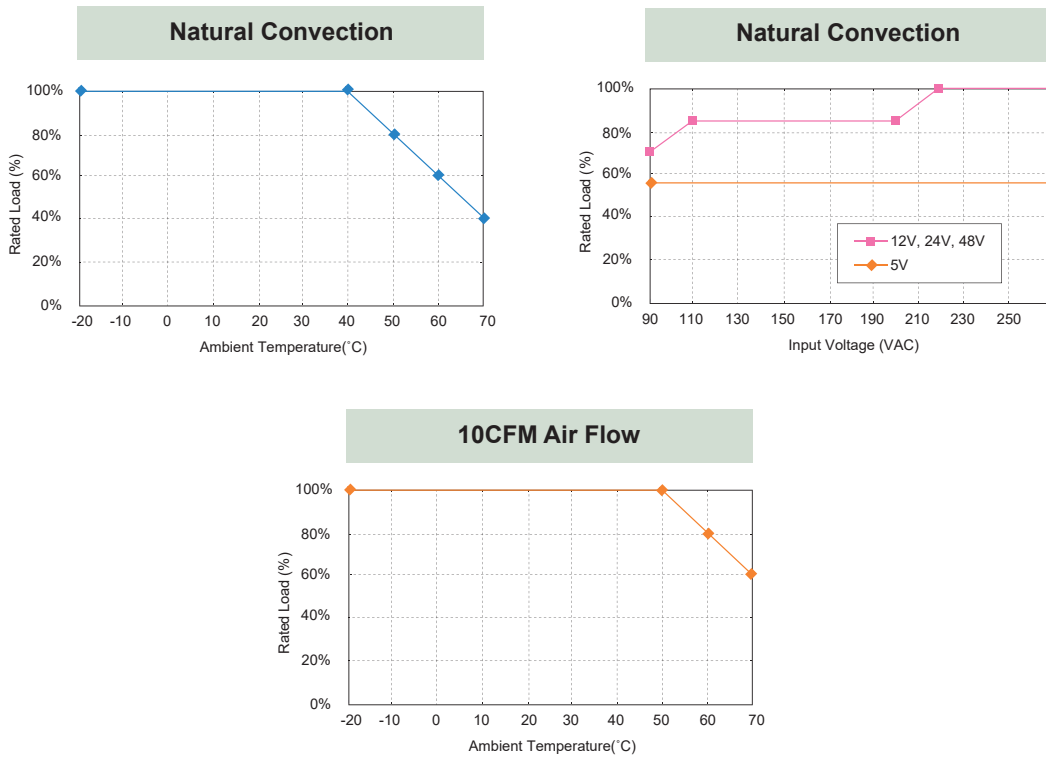 Natural Convection
100%
80%
60%
40%
20%
0%
Rated Load (%)
-20 -10 0 10 20 30 40 50 60 70
Ambient Temperature(˚C)
Natural Convection
100%
80%
60%
40%
20%
0%
Rated Load (%)
12V, 24V, 48V
5V
90 110 130 150 170 190 210 230 250
Input Voltage (VAC)
10CFM Air Flow
100%
80%
60%
40%
20%
0%
Rated Load (%)
-20 -10 0 10 20 30 40 50 60 70
Ambient Temperature(˚C)